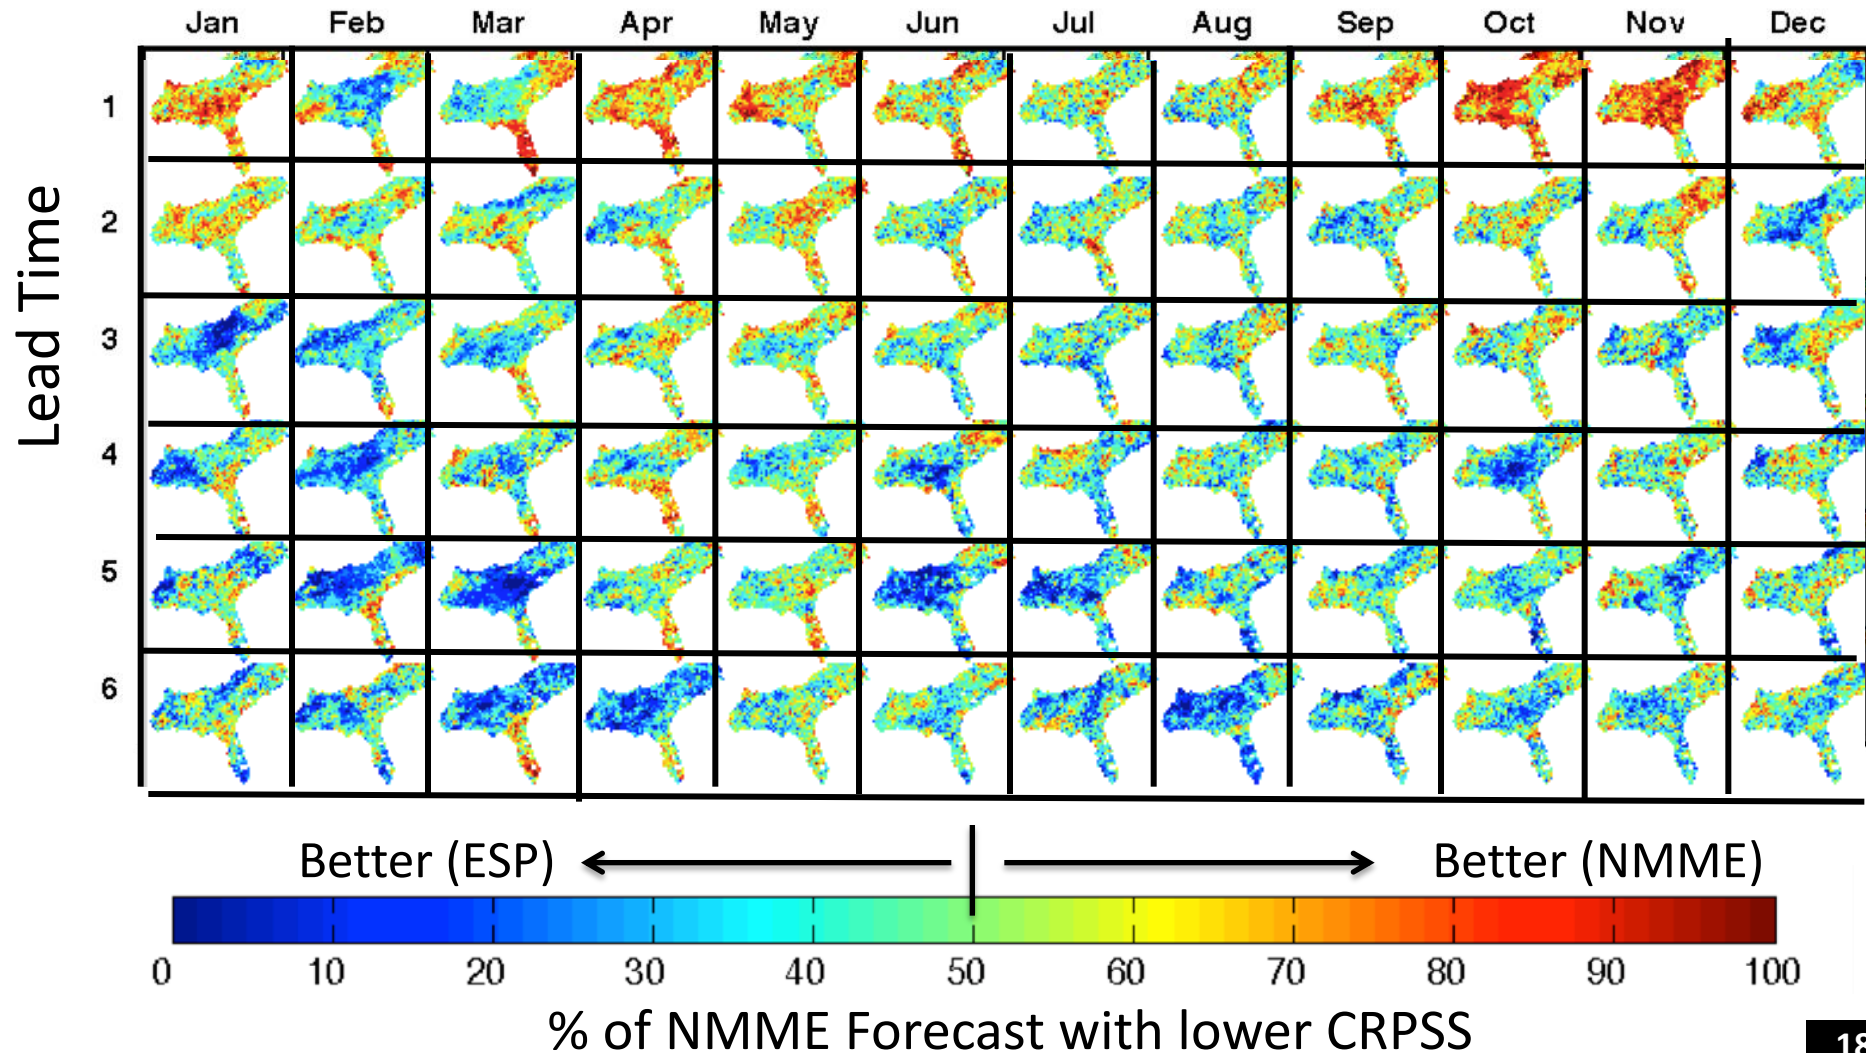 Jan Feb Mar Apr May Jun Jul Aug Sep Oct Nov Dec
Lead Time
1
2
3
4
5
6
Better (ESP) Better (NMME)
0 10 20 30 40 50 60 70 80 90 100
% of NMME Forecast with lower CRPSS
18